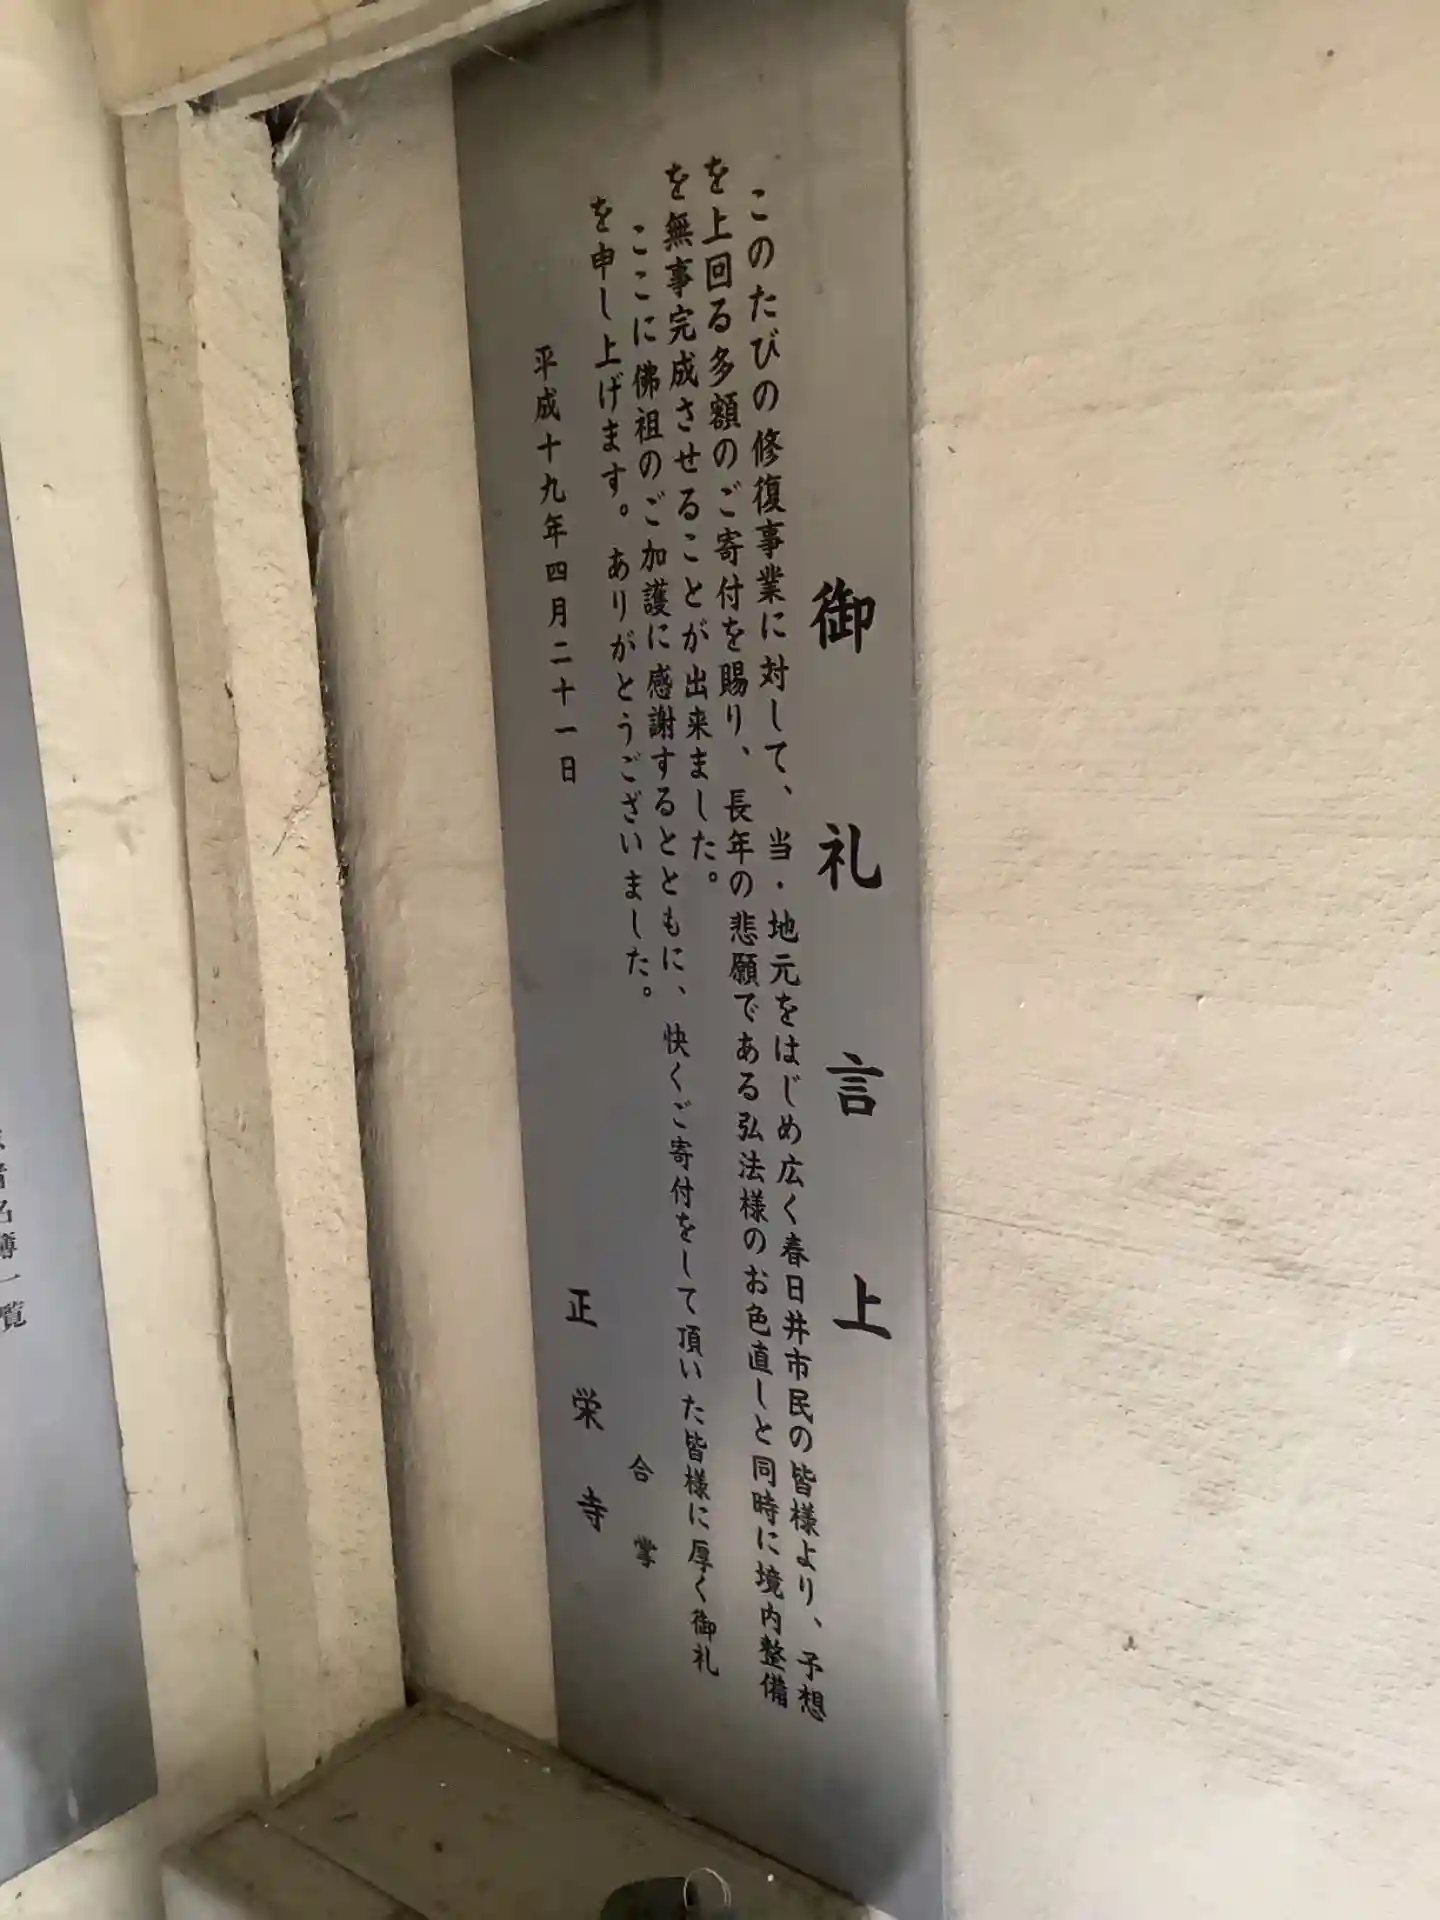 御礼言上
このたびの修復事業に対して、当・地元をはじめ広く春日井市民の皆様より、予想
を上回る多額のご寄付を賜り、長年の悲願である弘法様のお色直しと同時に境内整備
を無事完成させることが出来ました。
ここに佛祖のご加護に感謝するとともに、快くご寄付をして頂いた皆様に厚く御礼
を申し上げます。ありがとうございました。
平成十九年四月二十一日
合掌
正栄寺
者名簿一覧